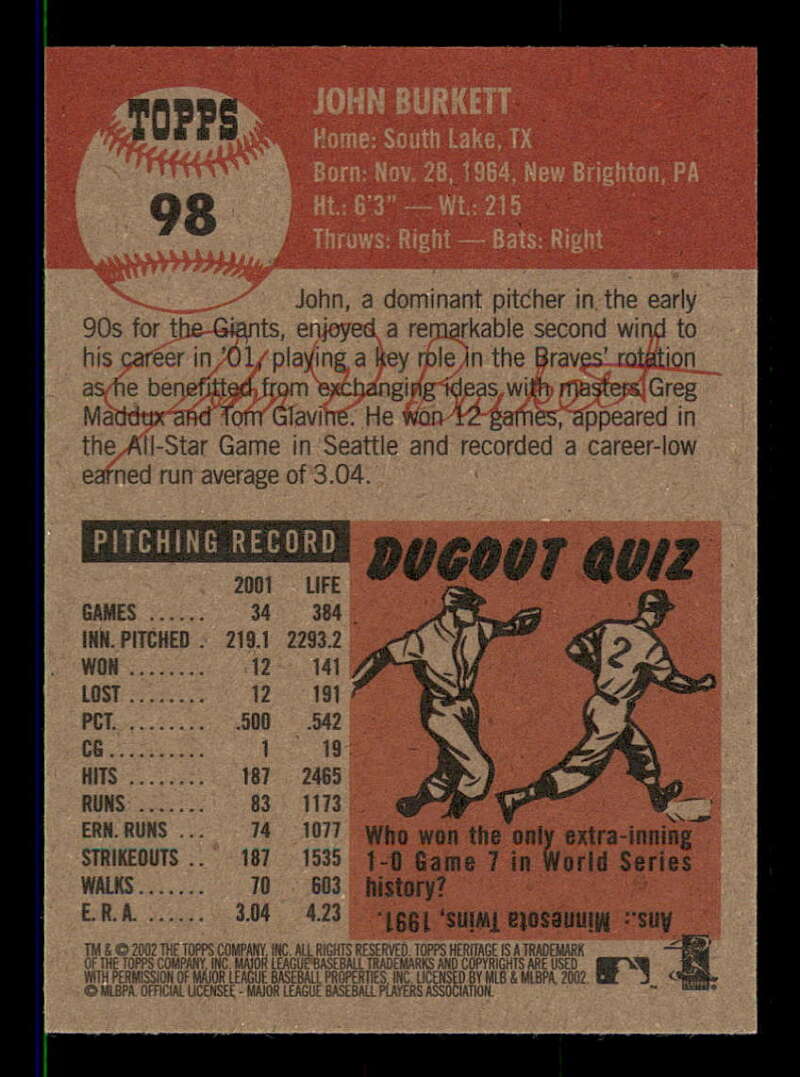 TOPPS
98
JOHN BURKETT
Home: South Lake, TX
Born: Nov. 28, 1964, New Brighton, PA
Ht.: 6'3" — Wt.: 215
Throws: Right — Bats: Right
John, a dominant pitcher in the early
90s for the Giants, enjoyed a remarkable second wind to
his career in '01, playing a key role in the Braves' rotation
as he benefitted from exchanging ideas with masters Greg
Maddux and Tom Glavine. He won 12 games, appeared in
the All-Star Game in Seattle and recorded a career-low
earned run average of 3.04.
PITCHING RECORD
2001 LIFE
GAMES ...... 34 384
INN. PITCHED . 219.1 2293.2
WON ........ 12 141
LOST ........ 12 191
PCT. ........ .500 .542
CG .......... 1 19
HITS ........ 187 2465
RUNS ....... 83 1173
ERN. RUNS ... 74 1077
STRIKEOUTS .. 187 1535
WALKS ....... 70 603
E.R.A. ...... 3.04 4.23
DUGOUT QUIZ
2
Who won the only extra-inning
1-0 Game 7 in World Series
history?
Ans.: Minnesota Twins, 1991.
TM & © 2002 THE TOPPS COMPANY, INC. ALL RIGHTS RESERVED. TOPPS HERITAGE IS A TRADEMARK
OF THE TOPPS COMPANY, INC. MAJOR LEAGUE BASEBALL TRADEMARKS AND COPYRIGHTS ARE USED
WITH PERMISSION OF MAJOR LEAGUE BASEBALL PROPERTIES, INC. LICENSED BY MLB & MLBPA, 2002.
© MLBPA. OFFICIAL LICENSEE - MAJOR LEAGUE BASEBALL PLAYERS ASSOCIATION.